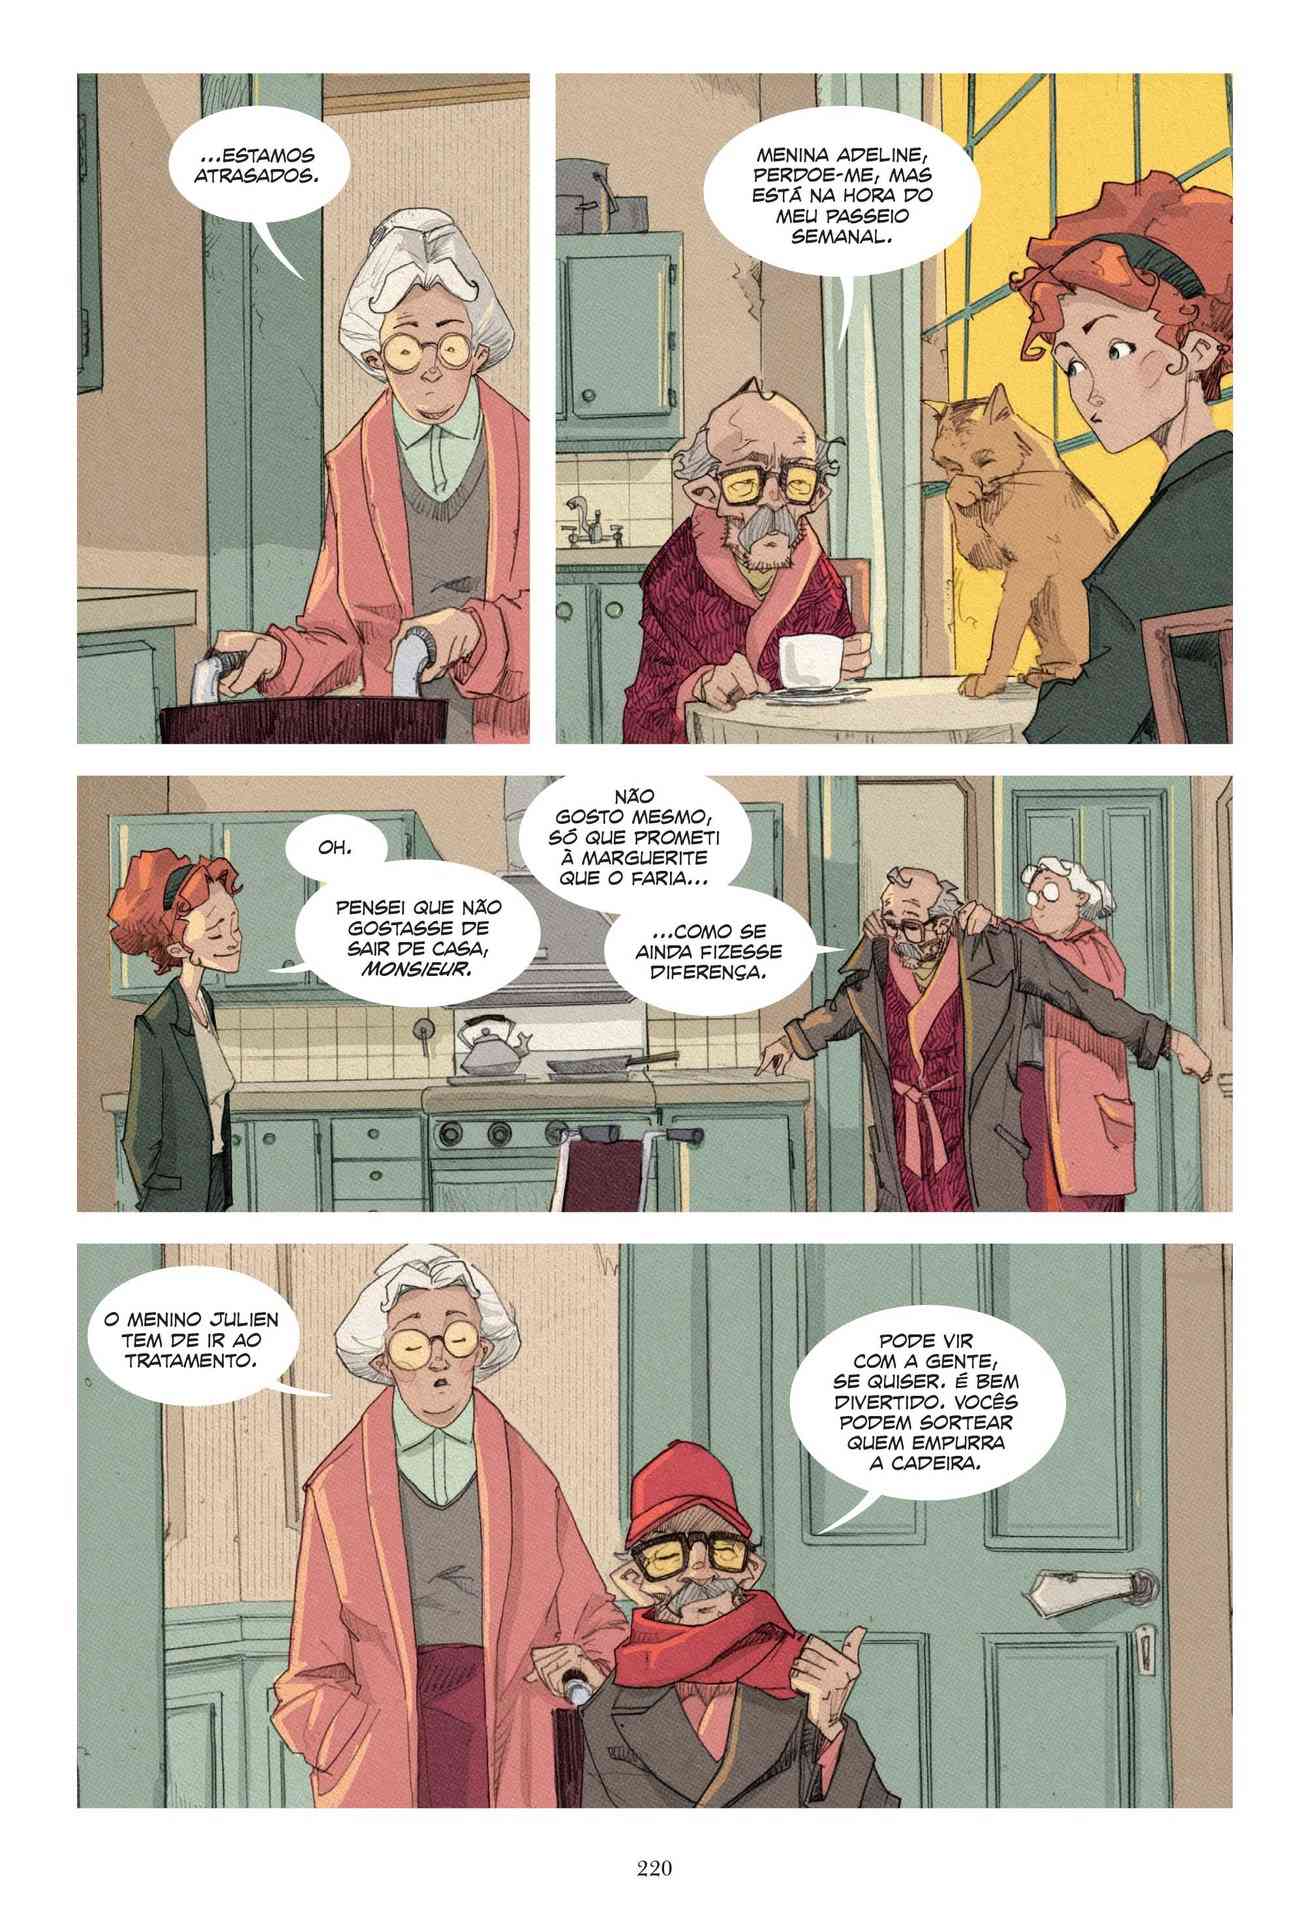 ...ESTAMOS
ATRASADOS.
MENINA ADELINE,
PERDOE-ME, MAS
ESTÁ NA HORA DO
MEU PASSEIO
SEMANAL.
OH.
PENSEI QUE NÃO
GOSTASSE DE
SAIR DE CASA,
MONSIEUR.
NÃO
GOSTO MESMO,
SÓ QUE PROMETI
À MARGUERITE
QUE O FARIA...
...COMO SE
AINDA FIZESSE
DIFERENÇA.
O MENINO JULIEN
TEM DE IR AO
TRATAMENTO.
PODE VIR
COM A GENTE,
SE QUISER. É BEM
DIVERTIDO. VOCÊS
PODEM SORTEAR
QUEM EMPURRA
A CADEIRA.
220